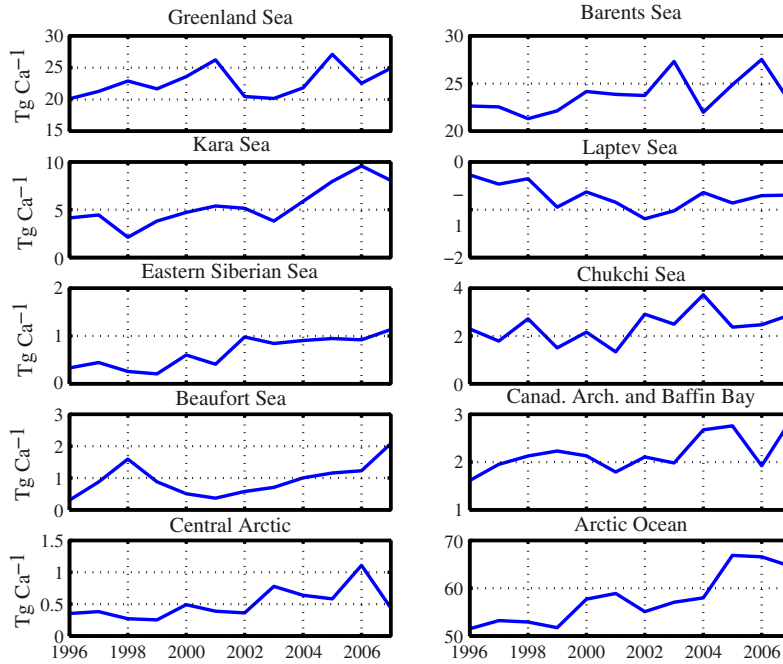 Greenland Sea
Barents Sea
30
25
20
15
Tg Ca−1
30
25
20
Kara Sea
Laptev Sea
10
5
0
Tg Ca−1
0
−
1
−2
Eastern Siberian Sea
Chukchi Sea
2
1
0
Tg Ca−1
4
2
0
Beaufort Sea
Canad. Arch. and Baffin Bay
3
2
1
0
Tg Ca−1
3
2
1
Central Arctic
Arctic Ocean
1.5
1
0.5
0
Tg Ca−1
70
60
50
1996 1998 2000 2002 2004 2006
1996 1998 2000 2002 2004 2006